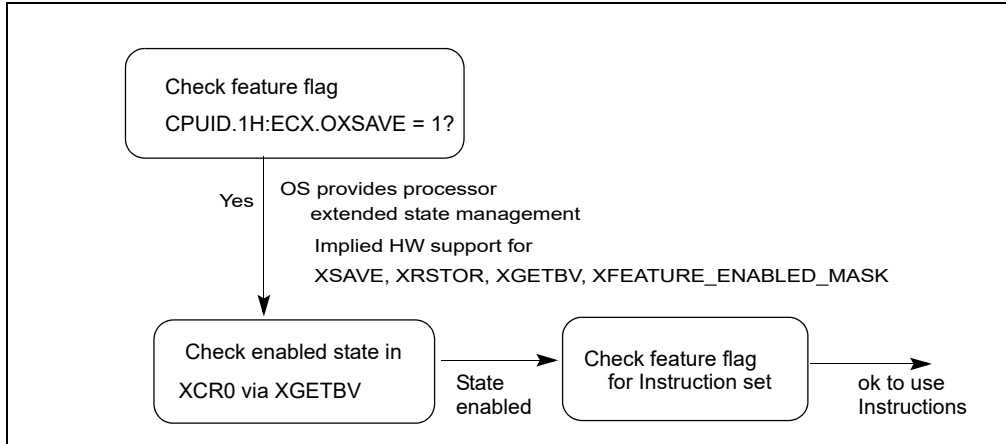 Check feature flag
CPUID.1H:ECX.OXSAVE = 1?
Yes
OS provides processor
extended state management
Implied HW support for
XSAVE, XRSTOR, XGETBV, XFEATURE_ENABLED_MASK
Check enabled state in
XCR0 via XGETBV
State
enabled
Check feature flag
for Instruction set
ok to use
Instructions